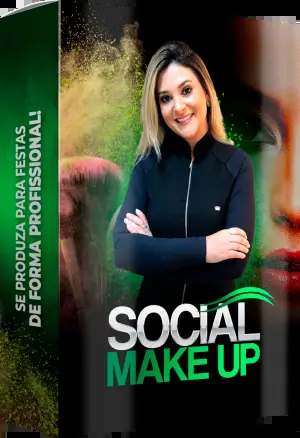 SE PRODUZA PARA FESTAS
DE FORMA PROFISSIONAL!
SOCIAL
MAKE UP